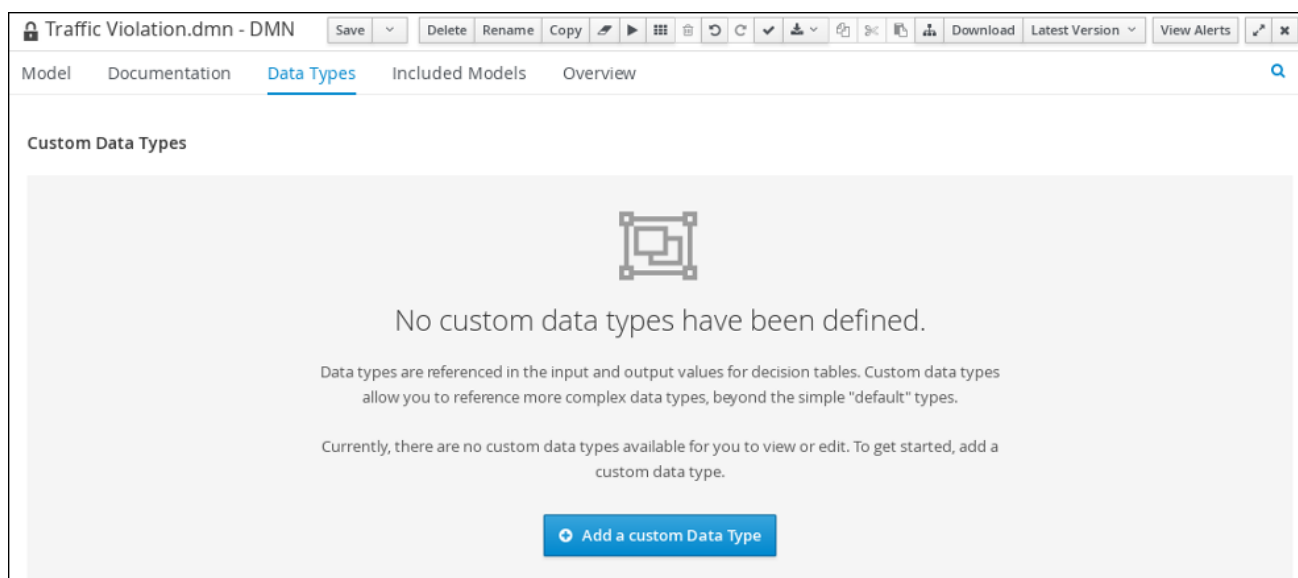 Traffic Violation.dmn - DMN Save Delete Rename Copy Download Latest Version View Alerts
Model Documentation Data Types Included Models Overview
Custom Data Types
No custom data types have been defined.
Data types are referenced in the input and output values for decision tables. Custom data types
allow you to reference more complex data types, beyond the simple "default" types.
Currently, there are no custom data types available for you to view or edit. To get started, add a
custom data type.
Add a custom Data Type